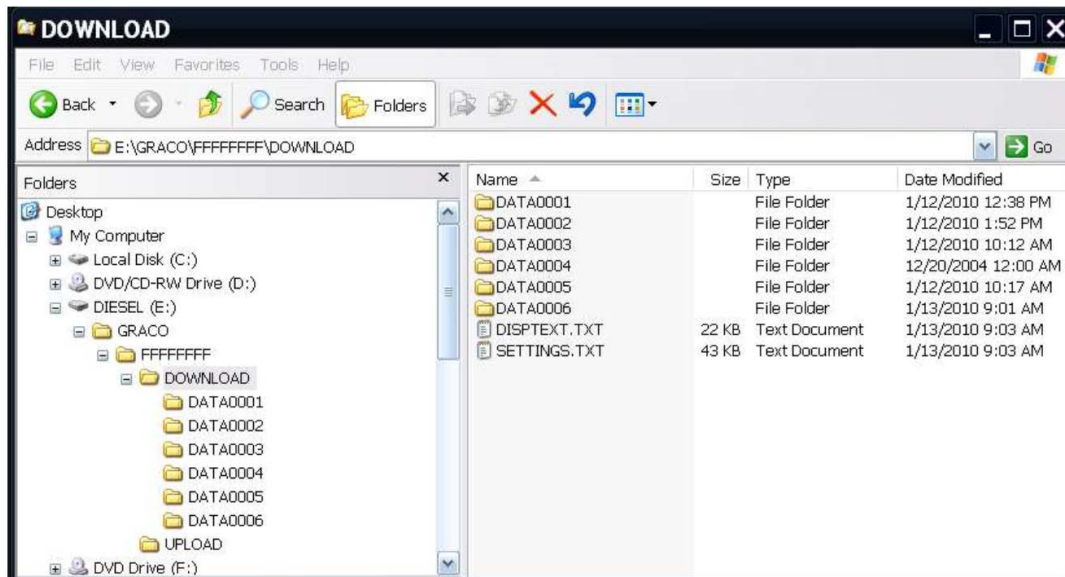 DOWNLOAD
File Edit View Favorites Tools Help
Back Search Folders
Address E:\GRACO\FFFFFFFF\DOWNLOAD Go
Folders x
Desktop
My Computer
Local Disk (C:)
DVD/CD-RW Drive (D:)
DIESEL (E:)
GRACO
FFFFFFFF
DOWNLOAD
DATA0001
DATA0002
DATA0003
DATA0004
DATA0005
DATA0006
UPLOAD
DVD Drive (F:)
Name Size Type Date Modified
DATA0001 File Folder 1/12/2010 12:38 PM
DATA0002 File Folder 1/12/2010 1:52 PM
DATA0003 File Folder 1/12/2010 10:12 AM
DATA0004 File Folder 12/20/2004 12:00 AM
DATA0005 File Folder 1/12/2010 10:17 AM
DATA0006 File Folder 1/13/2010 9:01 AM
DISPTEXT.TXT 22 KB Text Document 1/13/2010 9:03 AM
SETTINGS.TXT 43 KB Text Document 1/13/2010 9:03 AM